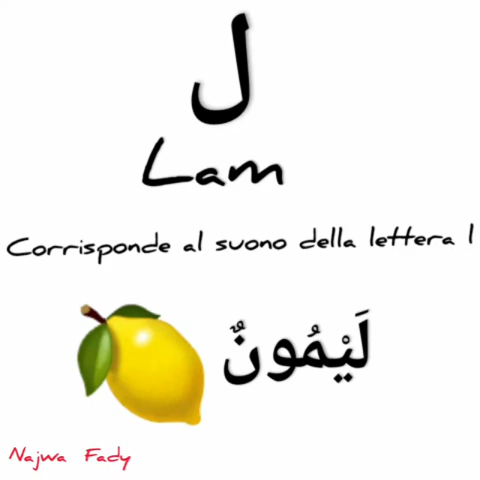 ل
Lam
Corrisponde al suono della lettera l
لَيْمُونٌ
Najwa Fady